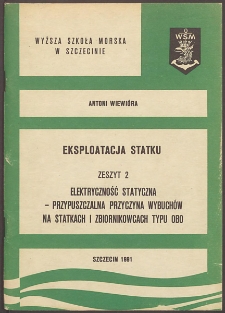 WYŻSZA SZKOŁA MORSKA
W SZCZECINIE
WSM
ANTONI WIEWIÓRA
EKSPLOATACJA STATKU
ZESZYT 2
ELEKTRYCZNOŚĆ STATYCZNA
– PRZYPUSZCZALNA PRZYCZYNA WYBUCHÓW
NA STATKACH I ZBIORNIKOWCACH TYPU OBO
SZCZECIN 1981